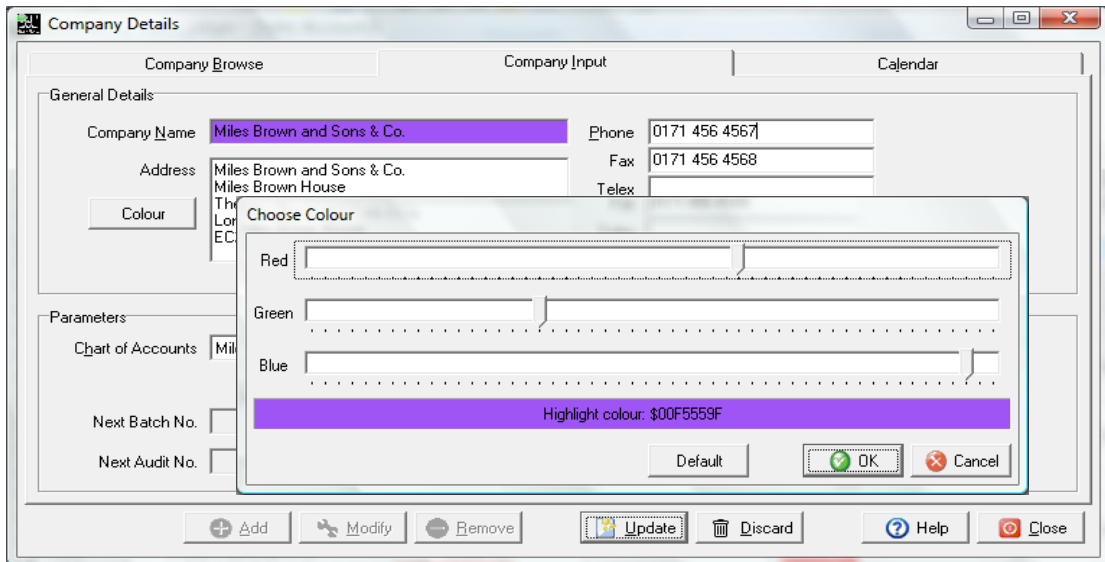 Company Details
Company Browse
Company Input
Calendar
General Details
Company Name
Miles Brown and Sons & Co.
Phone
0171 456 4567
Address
Miles Brown and Sons & Co.
Miles Brown House
Fax
0171 456 4568
Telex
Colour
Choose Colour
Red
Green
Blue
Highlight colour: $00F5559F
Default
OK
Cancel
Parameters
Chart of Accounts
Next Batch No.
Next Audit No.
Add
Modify
Remove
Update
Discard
Help
Close